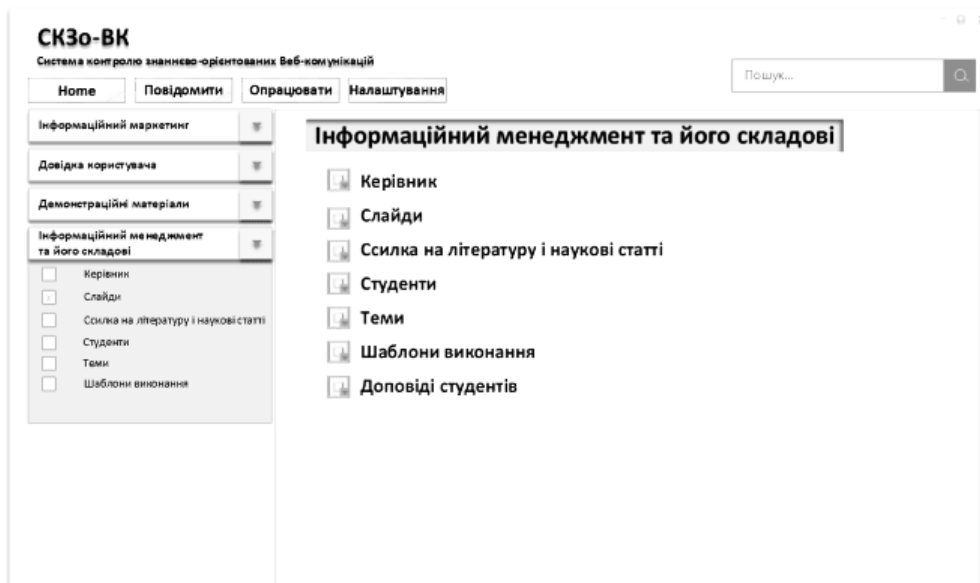 СКЗо-ВК
Система контролю знаннєво-орієнтованих Веб-комунікацій
Пошук...
Home Повідомити Опрацювати Налаштування
Інформаційний маркетинг
Довідка користувача
Демонстраційні матеріали
Інформаційний менеджмент
та його складові
Керівник
Слайди
Ссилка на літературу і наукові статті
Студенти
Теми
Шаблони виконання
Інформаційний менеджмент та його складові
Керівник
Слайди
Ссилка на літературу і наукові статті
Студенти
Теми
Шаблони виконання
Доповіді студентів